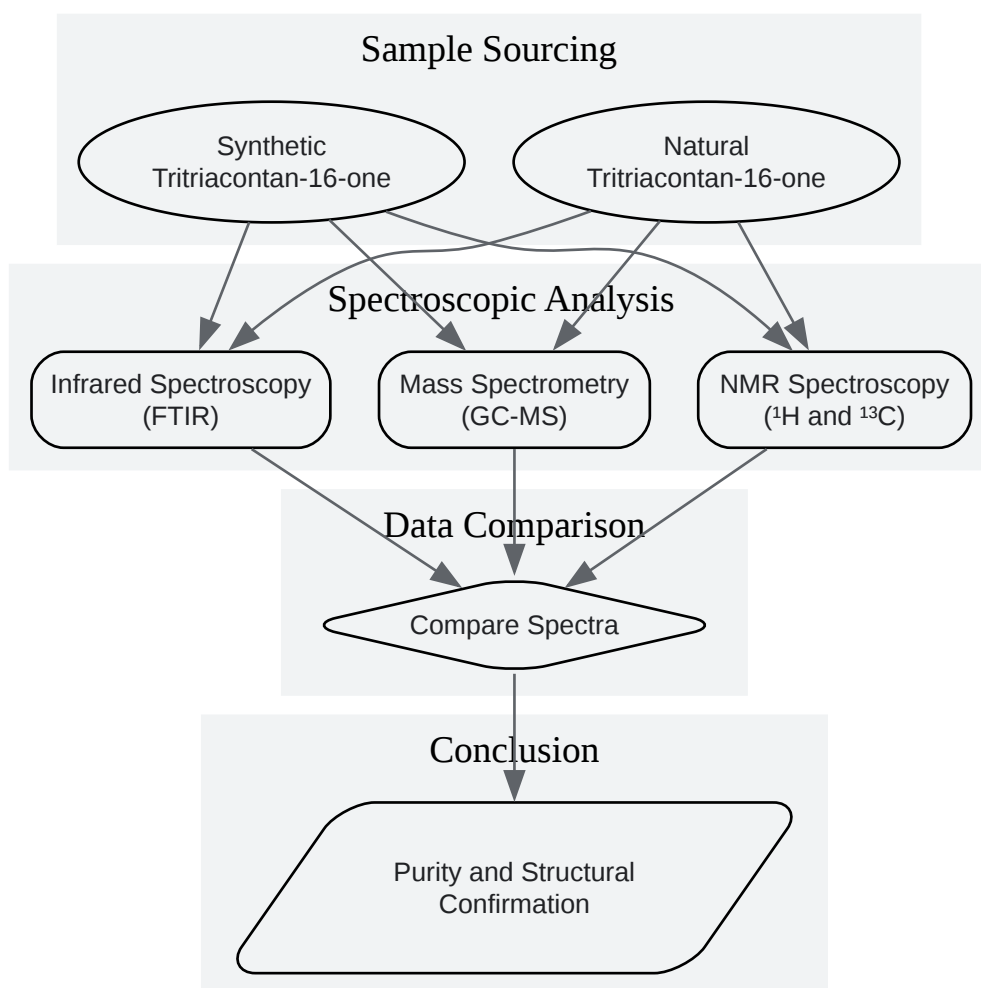 Sample Sourcing
Synthetic
Tritriacontan-16-one
Natural
Tritriacontan-16-one
Spectroscopic Analysis
Infrared Spectroscopy
(FTIR)
Mass Spectrometry
(GC-MS)
NMR Spectroscopy
(¹H and ¹³C)
Data Comparison
Compare Spectra
Conclusion
Purity and Structural
Confirmation